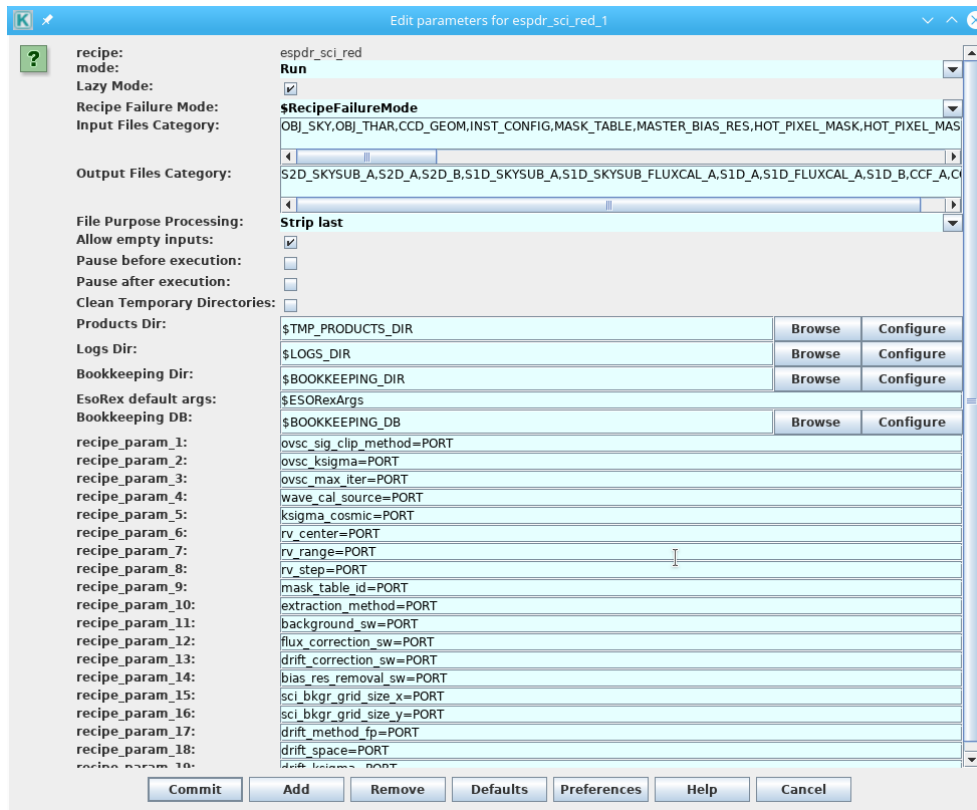 K Edit parameters for espdr_sci_red_1
?
recipe: espdr_sci_red
mode: Run
Lazy Mode:
Recipe Failure Mode: $RecipeFailureMode
Input Files Category: OBJ_SKY,OBJ_THAR,CCD_GEOM,INST_CONFIG,MASK_TABLE,MASTER_BIAS_RES,HOT_PIXEL_MASK,HOT_PIXEL_MAS
Output Files Category: S2D_SKYSUB_A,S2D_A,S2D_B,S1D_SKYSUB_A,S1D_SKYSUB_FLUXCAL_A,S1D_A,S1D_FLUXCAL_A,S1D_B,CCF_A,C
File Purpose Processing: Strip last
Allow empty inputs:
Pause before execution:
Pause after execution:
Clean Temporary Directories:
Products Dir: $TMP_PRODUCTS_DIR Browse Configure
Logs Dir: $LOGS_DIR Browse Configure
Bookkeeping Dir: $BOOKKEEPING_DIR Browse Configure
EsoRex default args: $ESORexArgs
Bookkeeping DB: $BOOKKEEPING_DB Browse Configure
recipe_param_1: ovsc_sig_clip_method=PORT
recipe_param_2: ovsc_ksigma=PORT
recipe_param_3: ovsc_max_iter=PORT
recipe_param_4: wave_cal_source=PORT
recipe_param_5: ksigma_cosmic=PORT
recipe_param_6: rv_center=PORT
recipe_param_7: rv_range=PORT
recipe_param_8: rv_step=PORT
recipe_param_9: mask_table_id=PORT
recipe_param_10: extraction_method=PORT
recipe_param_11: background_sw=PORT
recipe_param_12: flux_correction_sw=PORT
recipe_param_13: drift_correction_sw=PORT
recipe_param_14: bias_res_removal_sw=PORT
recipe_param_15: sci_bkgr_grid_size_x=PORT
recipe_param_16: sci_bkgr_grid_size_y=PORT
recipe_param_17: drift_method_fp=PORT
recipe_param_18: drift_space=PORT
recipe_param_19: drift_ksigma=PORT
Commit Add Remove Defaults Preferences Help Cancel